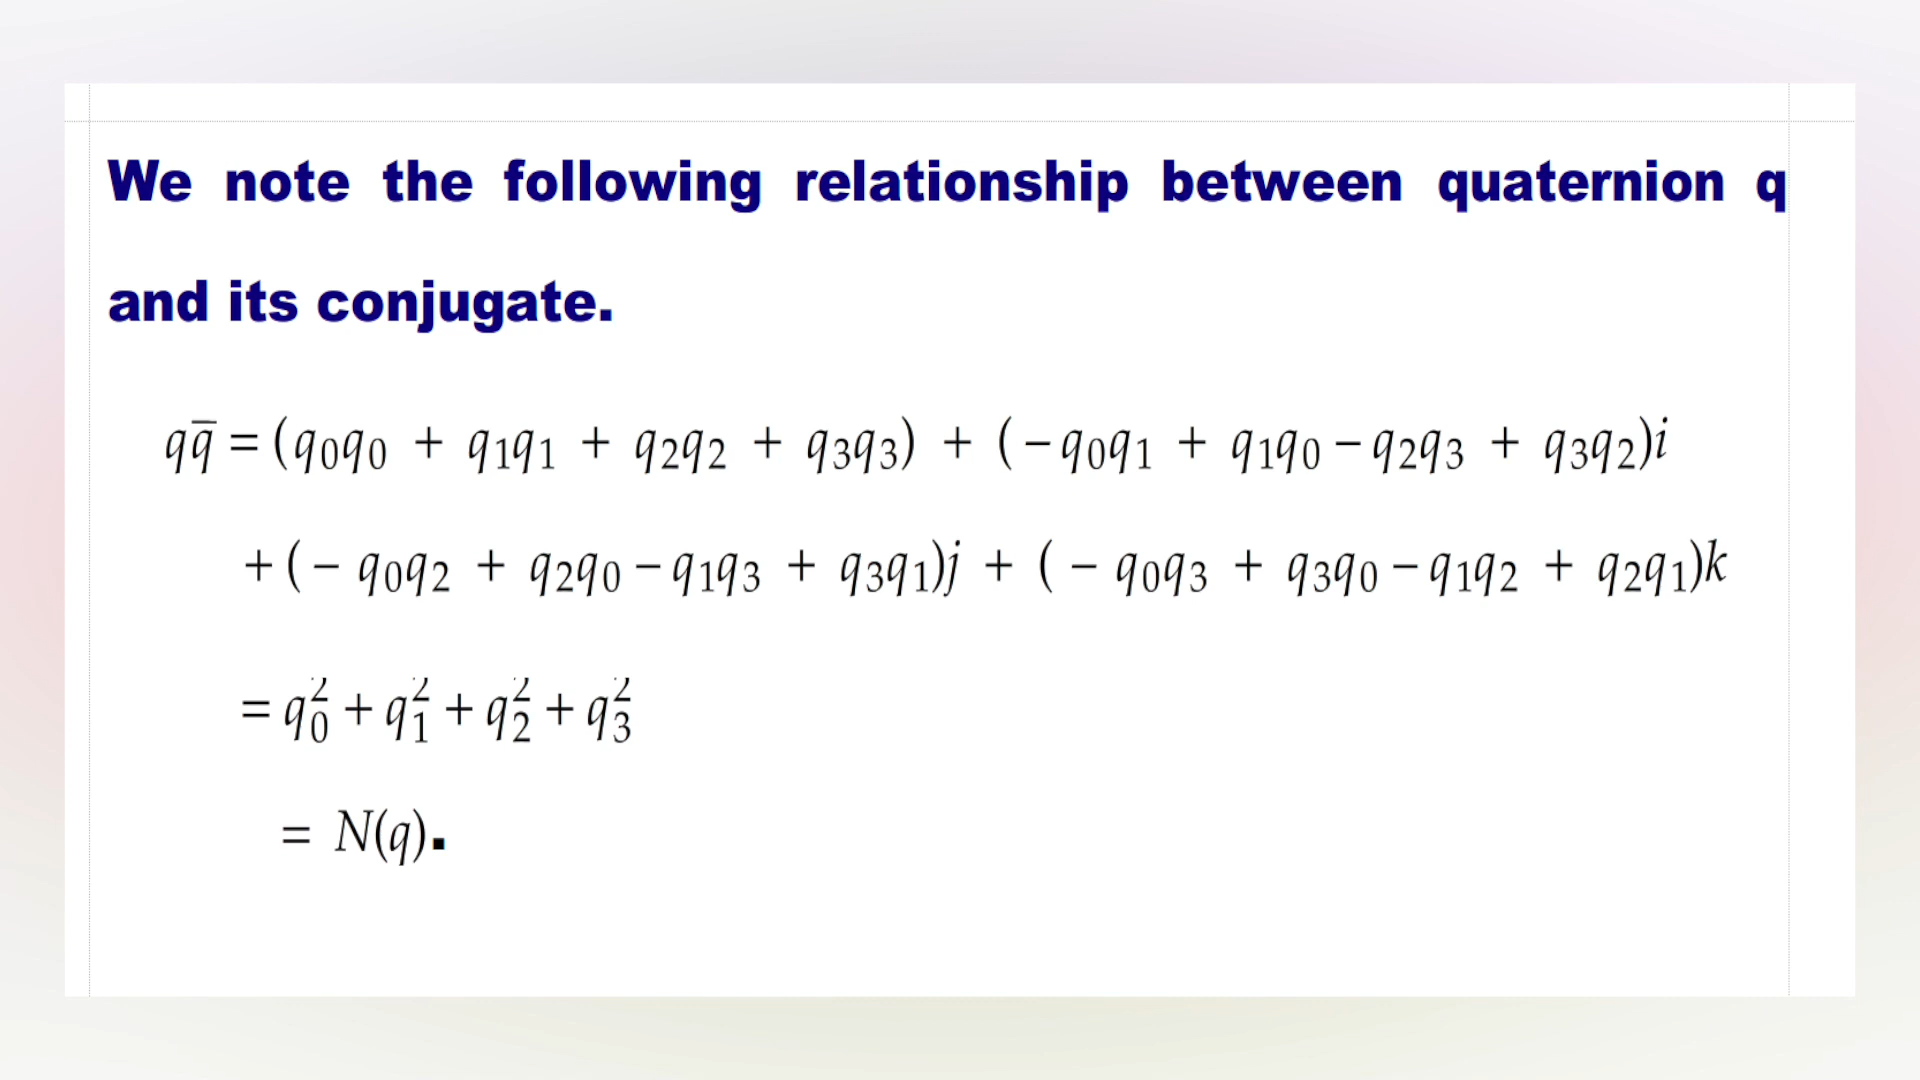 We note the following relationship between quaternion q
and its conjugate.
qq̅ = (q₀q₀ + q₁q₁ + q₂q₂ + q₃q₃) + (−q₀q₁ + q₁q₀ − q₂q₃ + q₃q₂)i
+ (− q₀q₂ + q₂q₀ − q₁q₃ + q₃q₁)j + ( − q₀q₃ + q₃q₀ − q₁q₂ + q₂q₁)k
= q₀² + q₁² + q₂² + q₃²
= N(q).